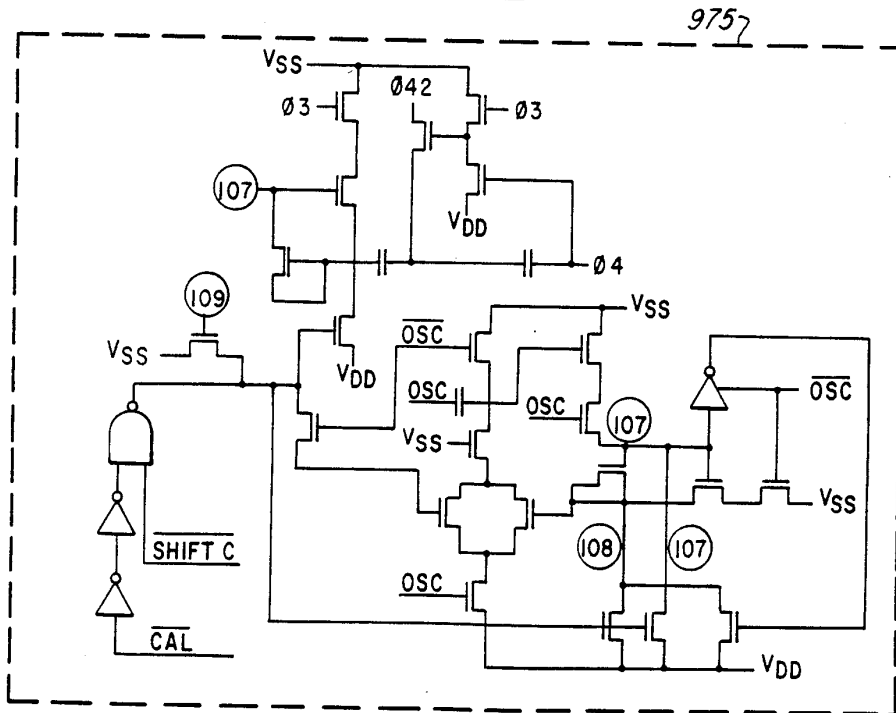 975
VSS
Ø42
Ø3
Ø3
107
VDD
Ø4
109
VSS
OSC
VSS
VDD
OSC
OSC
107
OSC
VSS
VSS
108
107
SHIFT C
OSC
CAL
VDD